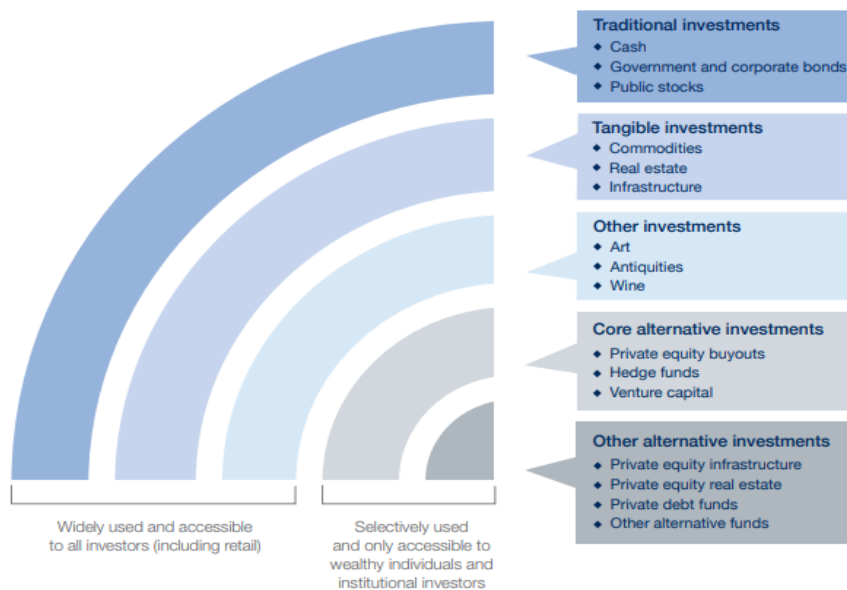 Traditional investments
◆ Cash
◆ Government and corporate bonds
◆ Public stocks
Tangible investments
◆ Commodities
◆ Real estate
◆ Infrastructure
Other investments
◆ Art
◆ Antiquities
◆ Wine
Core alternative investments
◆ Private equity buyouts
◆ Hedge funds
◆ Venture capital
Other alternative investments
◆ Private equity infrastructure
◆ Private equity real estate
◆ Private debt funds
◆ Other alternative funds
Widely used and accessible
to all investors (including retail)
Selectively used
and only accessible to
wealthy individuals and
institutional investors